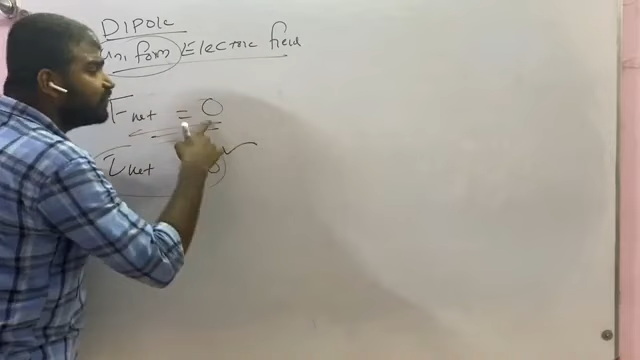 DIPOLE
Uniform Electric field
Fnet = 0
τnet